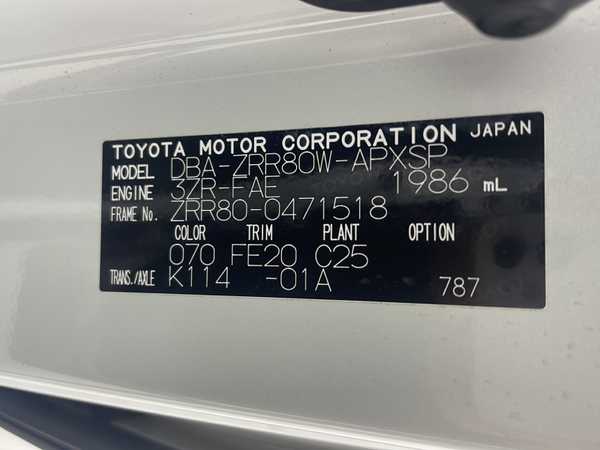 TOYOTA MOTOR CORPORATION JAPAN
MODEL DBA-ZRR80W-APXSP
ENGINE 3ZR-FAE 1986 mL
FRAME No. ZRR80-0471518
COLOR TRIM PLANT OPTION
070 FE20 C25
TRANS./AXLE K114 -01A 787